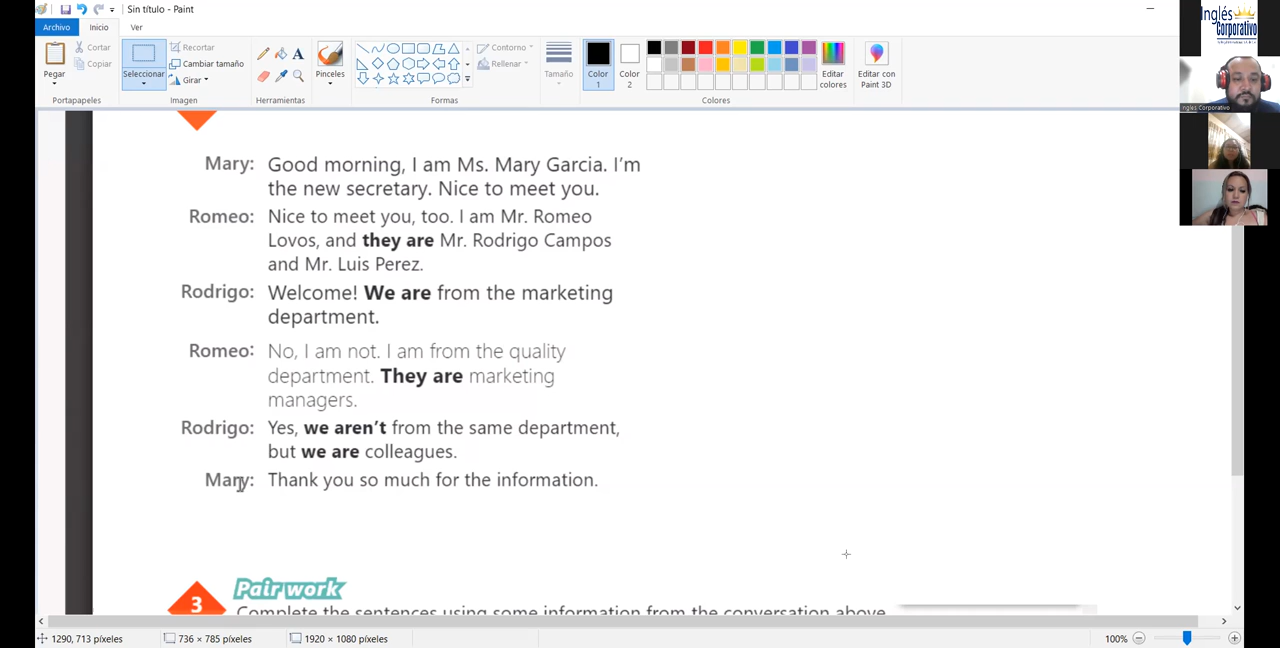 Sin título - Paint
Archivo Inicio Ver
Pegar Cortar Copiar
Portapapeles
Seleccionar Recortar Cambiar tamaño Girar
Imagen
Herramientas
Pinceles
Contorno Rellenar
Formas
Tamaño
Color 1
Color 2
Editar colores
Colores
Editar con Paint 3D
Inglés
Corporativo
Ingles Corporativo
Mary: Good morning, I am Ms. Mary Garcia. I'm
the new secretary. Nice to meet you.
Romeo: Nice to meet you, too. I am Mr. Romeo
Lovos, and they are Mr. Rodrigo Campos
and Mr. Luis Perez.
Rodrigo: Welcome! We are from the marketing
department.
Romeo: No, I am not. I am from the quality
department. They are marketing
managers.
Rodrigo: Yes, we aren't from the same department,
but we are colleagues.
Mary: Thank you so much for the information.
3 Pair work
Complete the sentences using some information from the conversation above
1290, 713 píxeles 736 × 785 píxeles 1920 × 1080 píxeles 100%